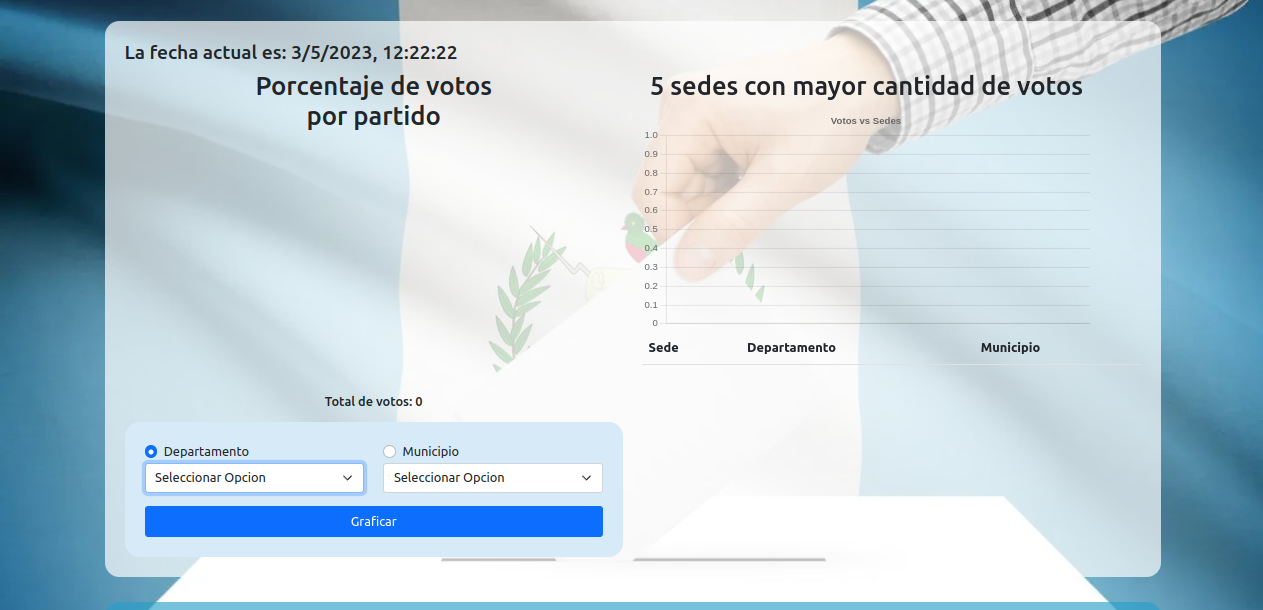 La fecha actual es: 3/5/2023, 12:22:22
Porcentaje de votos
por partido
Total de votos: 0
Departamento
Municipio
Seleccionar Opcion
Seleccionar Opcion
Graficar
5 sedes con mayor cantidad de votos
Votos vs Sedes
1.0
0.9
0.8
0.7
0.6
0.5
0.4
0.3
0.2
0.1
0
Sede Departamento Municipio